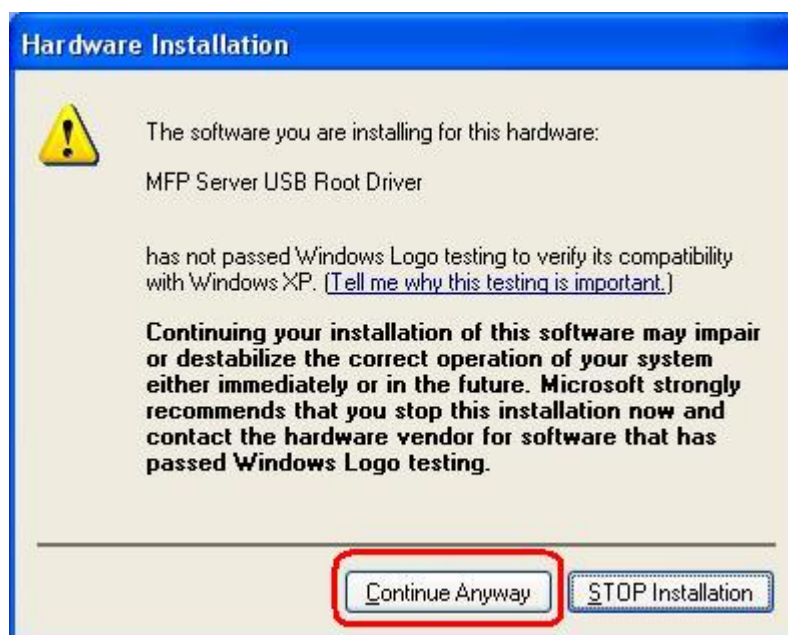 Hardware Installation
The software you are installing for this hardware:
MFP Server USB Root Driver
has not passed Windows Logo testing to verify its compatibility
with Windows XP. (Tell me why this testing is important.)
Continuing your installation of this software may impair
or destabilize the correct operation of your system
either immediately or in the future. Microsoft strongly
recommends that you stop this installation now and
contact the hardware vendor for software that has
passed Windows Logo testing.
Continue Anyway
STOP Installation